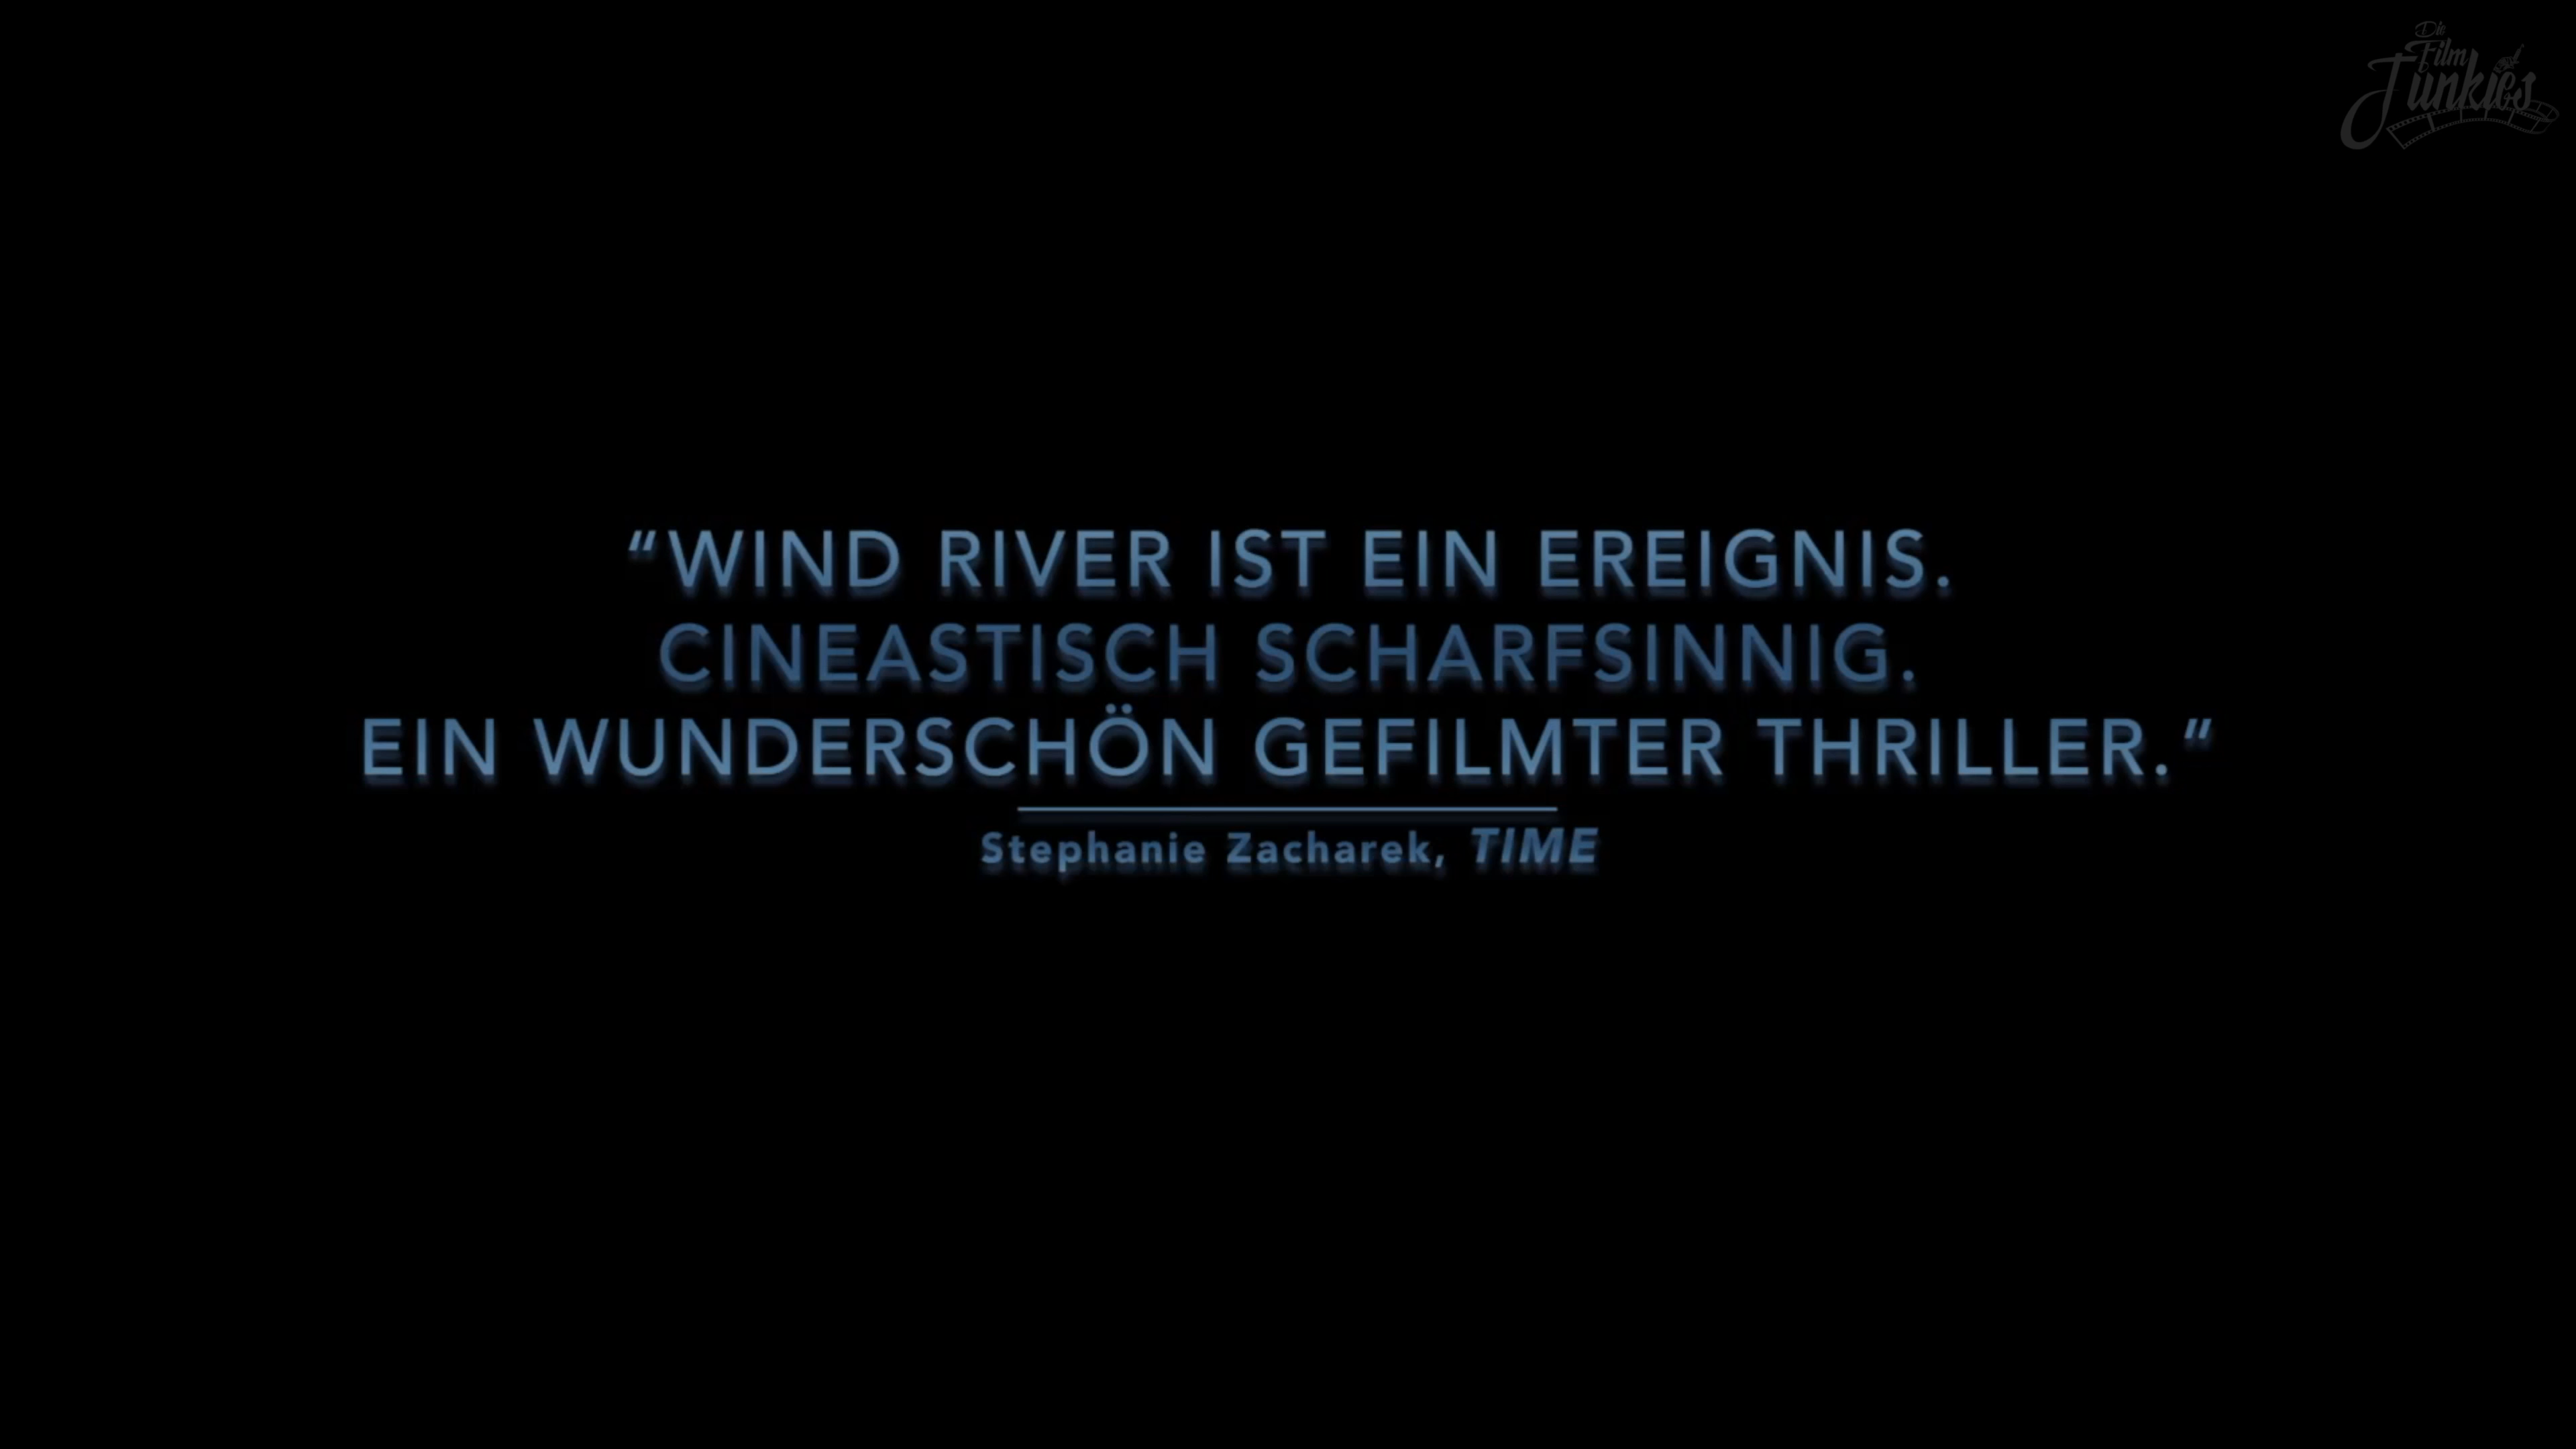 Die
Film
Junkies
“WIND RIVER IST EIN EREIGNIS.
CINEASTISCH SCHARFSINNIG.
EIN WUNDERSCHÖN GEFILMTER THRILLER.“
Stephanie Zacharek, TIME